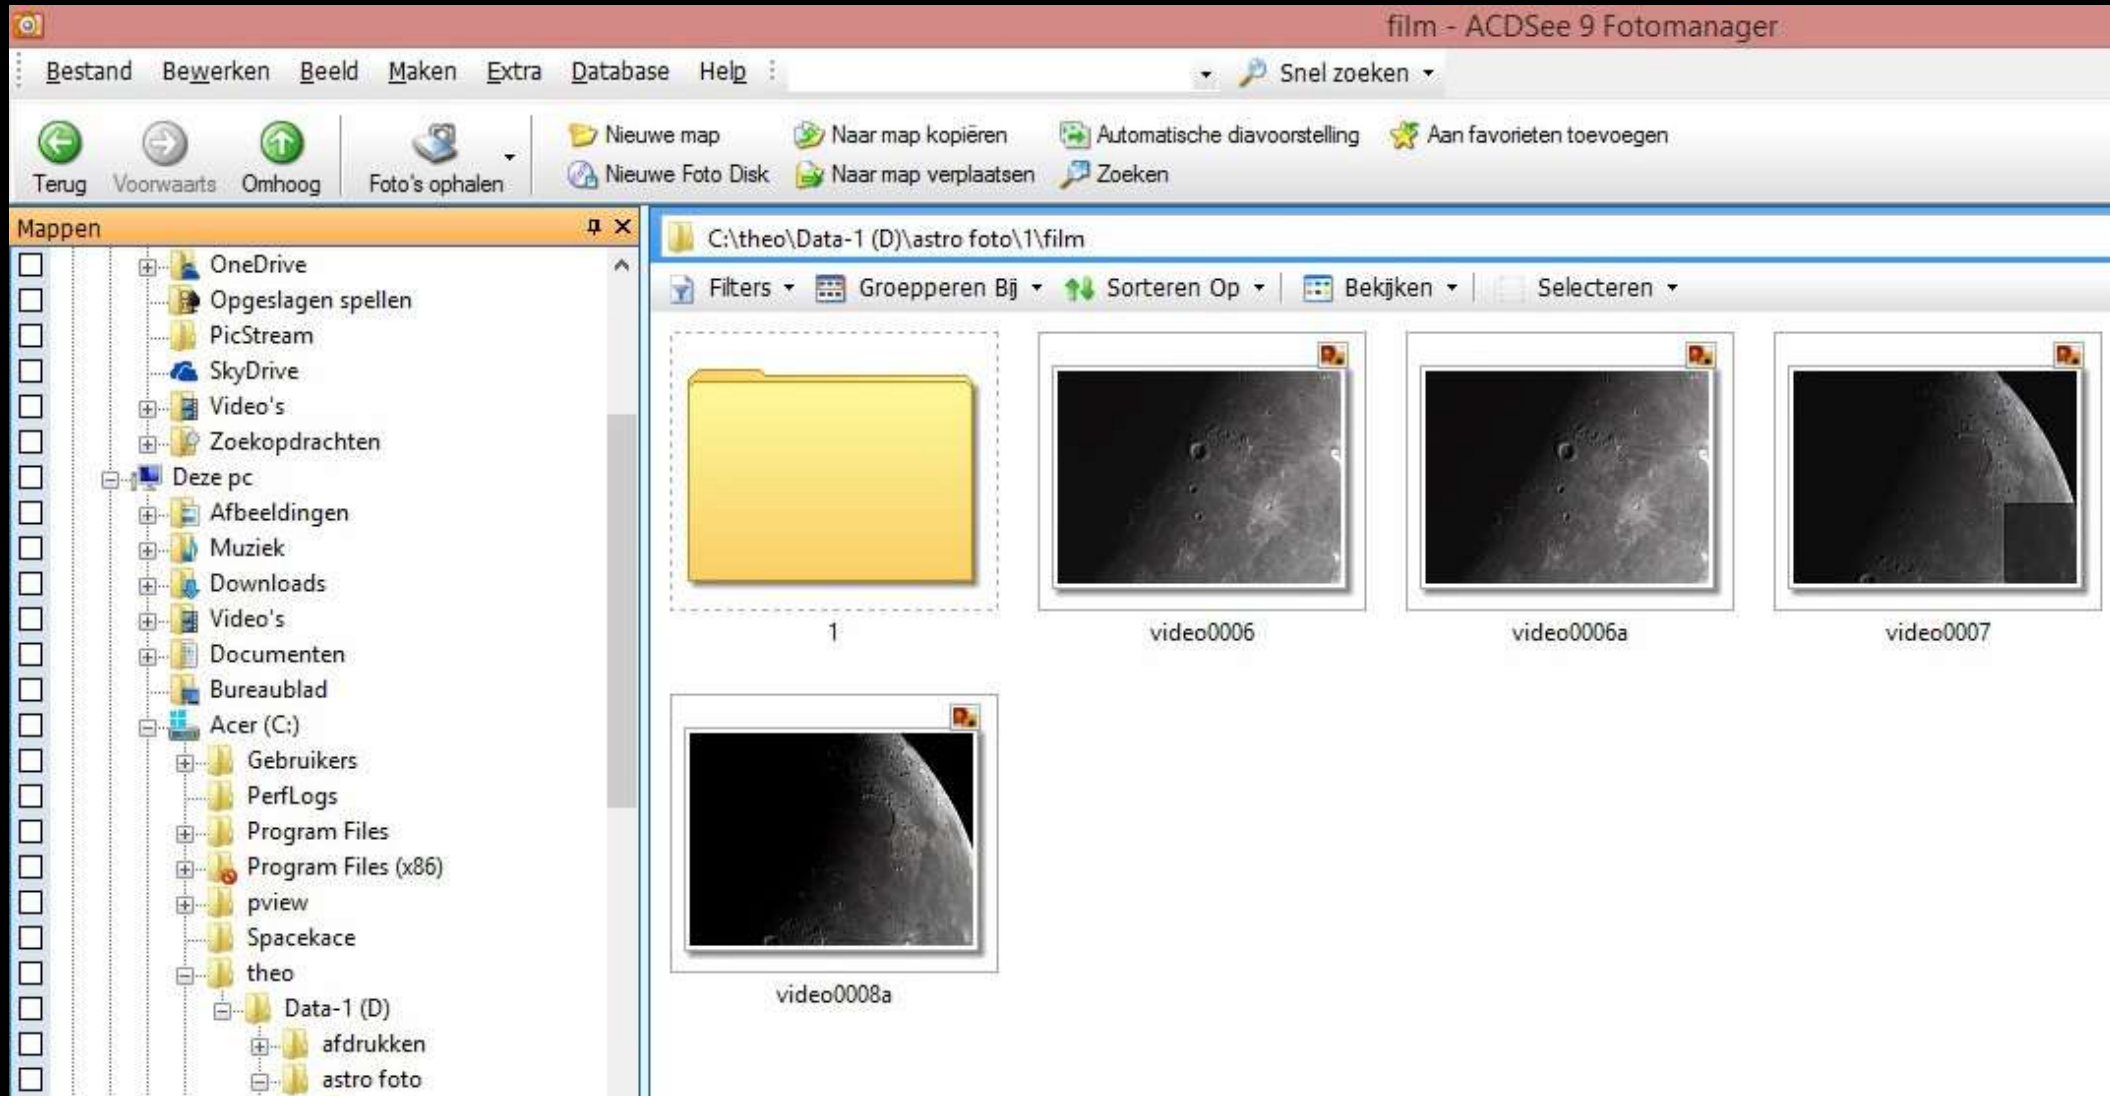 film - ACDSee 9 Fotomanager
Bestand Bewerken Beeld Maken Extra Database Help Snel zoeken
Terug Voorwaarts Omhoog Foto's ophalen
Nieuwe map Naar map kopiëren Automatische diavoorstelling Aan favorieten toevoegen
Nieuwe Foto Disk Naar map verplaatsen Zoeken
Mappen
OneDrive
Opgeslagen spellen
PicStream
SkyDrive
Video's
Zoekopdrachten
Deze pc
Afbeeldingen
Muziek
Downloads
Video's
Documenten
Bureaublad
Acer (C:)
Gebruikers
PerfLogs
Program Files
Program Files (x86)
pview
Spacekace
theo
Data-1 (D)
afdrukken
astro foto
C:\theo\Data-1 (D)\astro foto\1\film
Filters Groepperen Bij Sorteren Op Bekijken Selecteren
1 video0006 video0006a video0007
video0008a